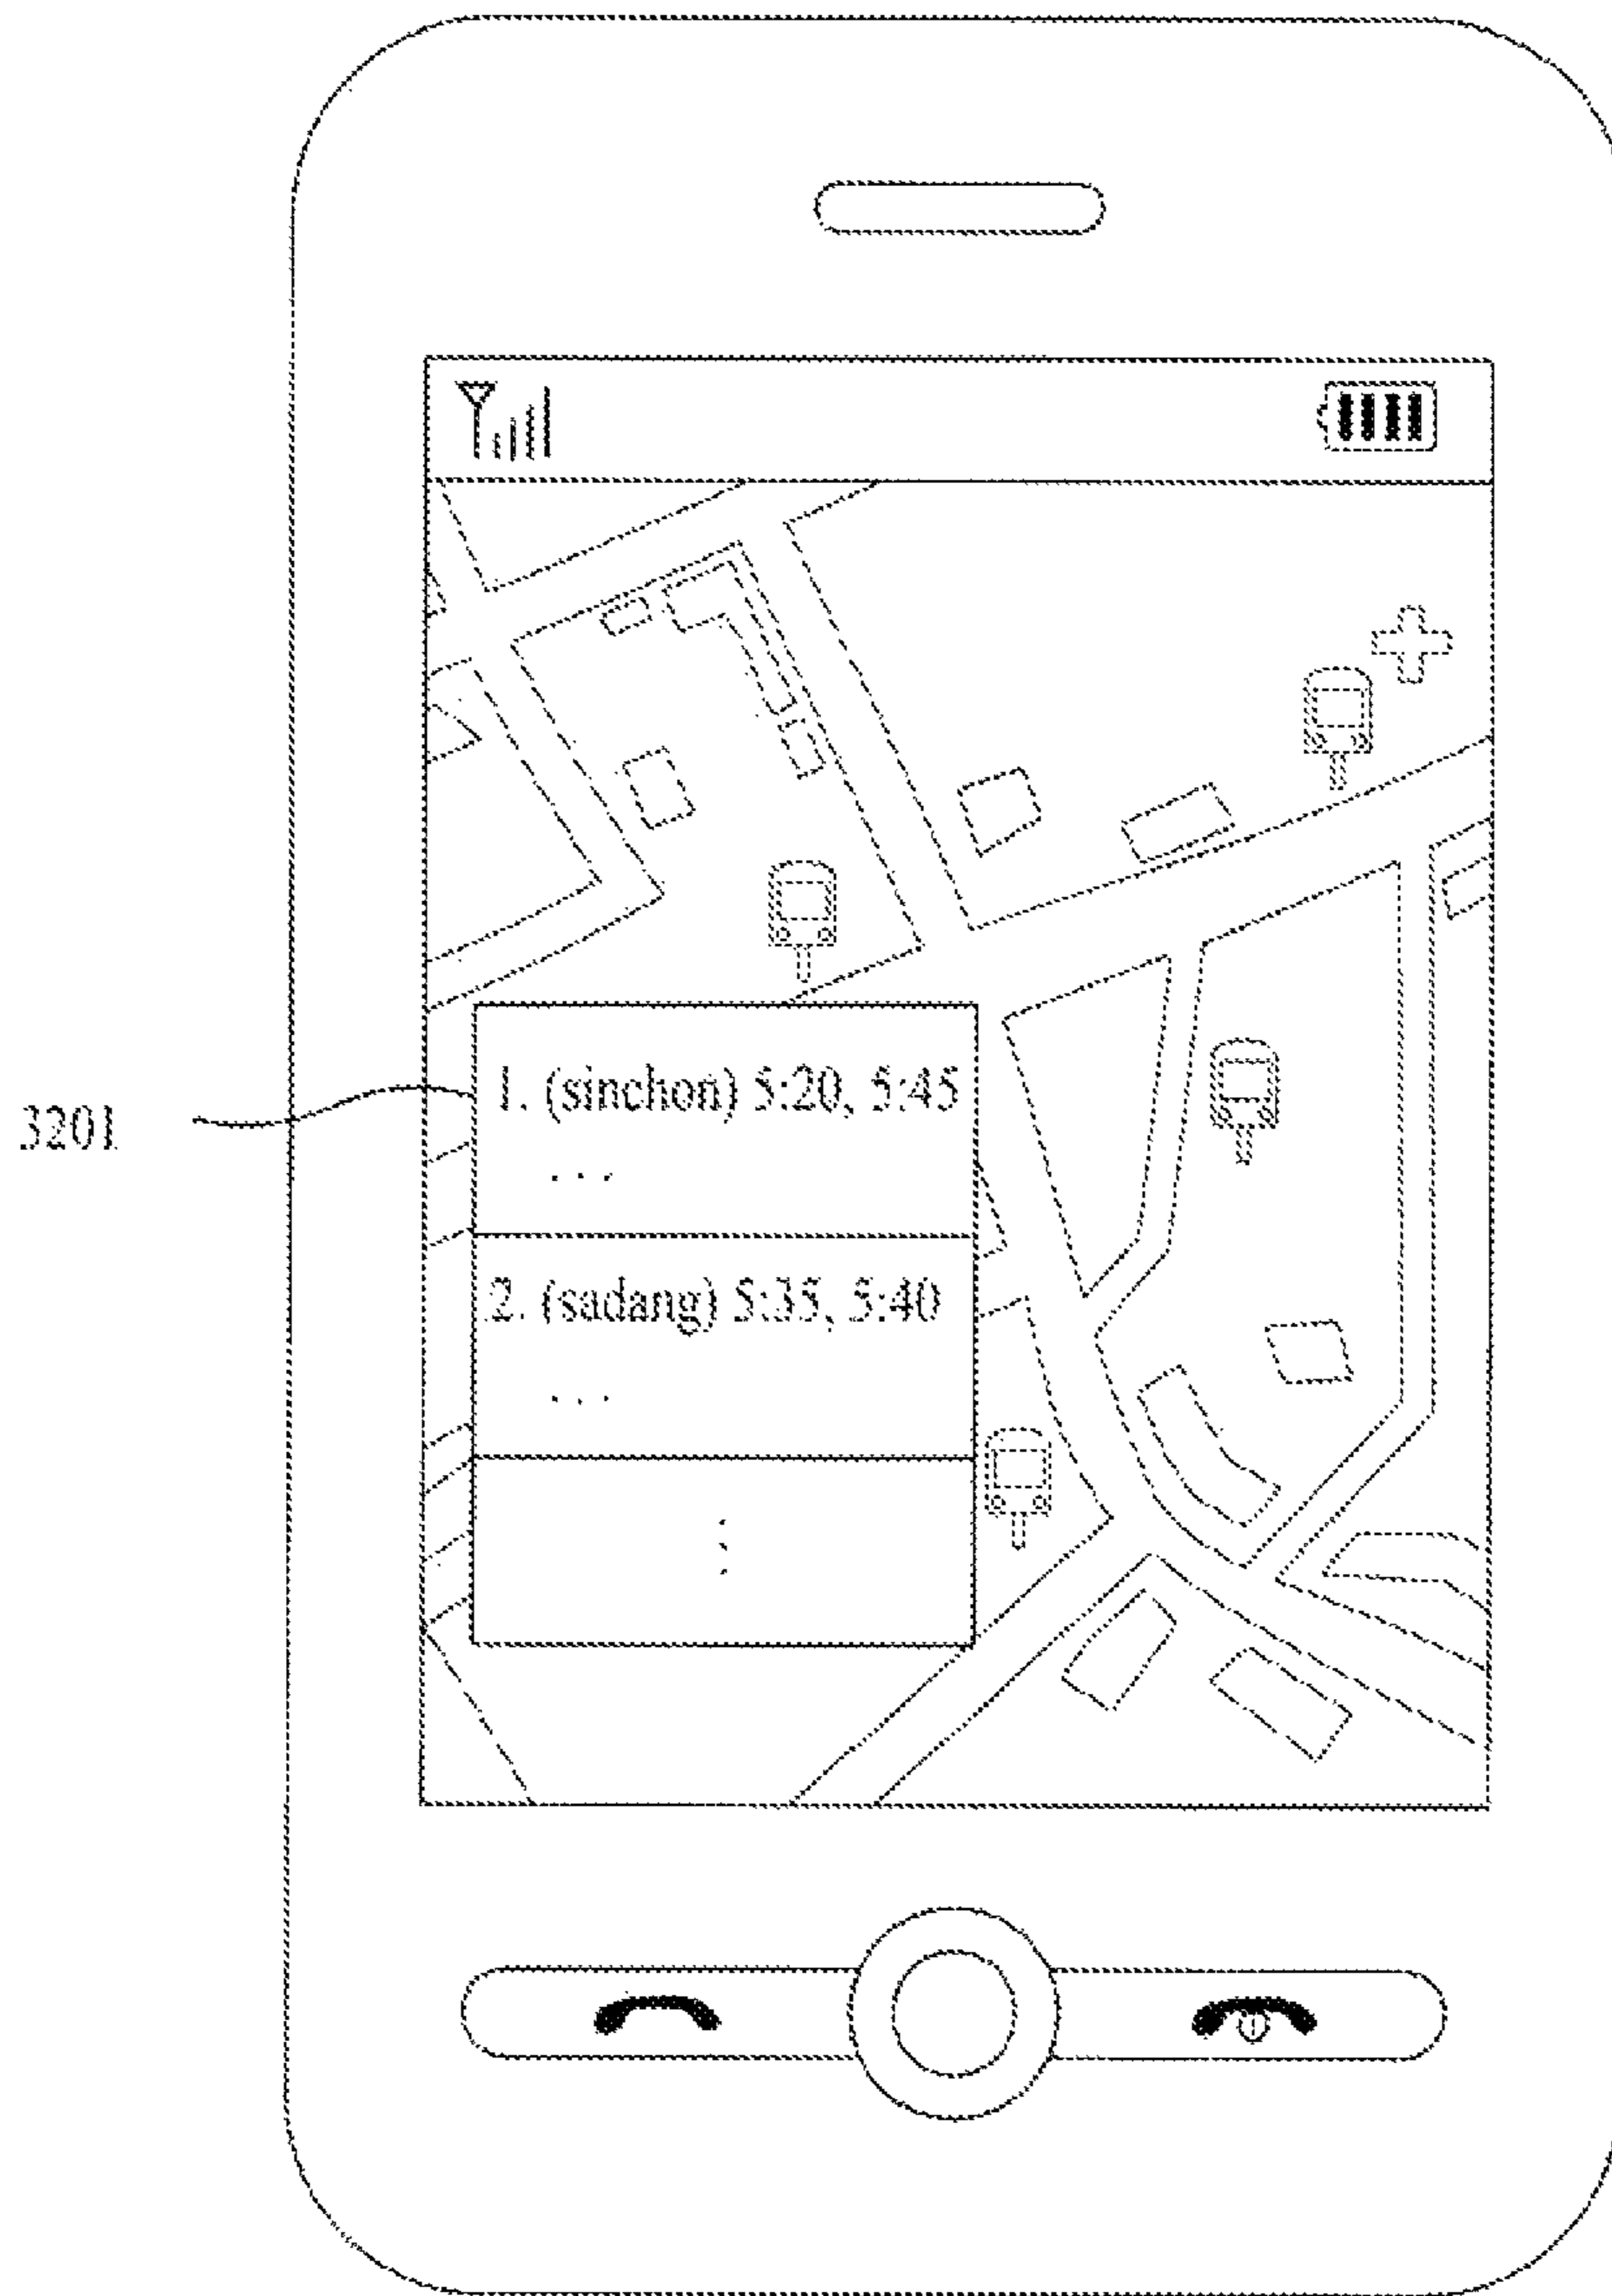 1. (sinchon) 5:20, 5:45
. . .
3201
2. (sadang) 5:35, 5:40
. . .